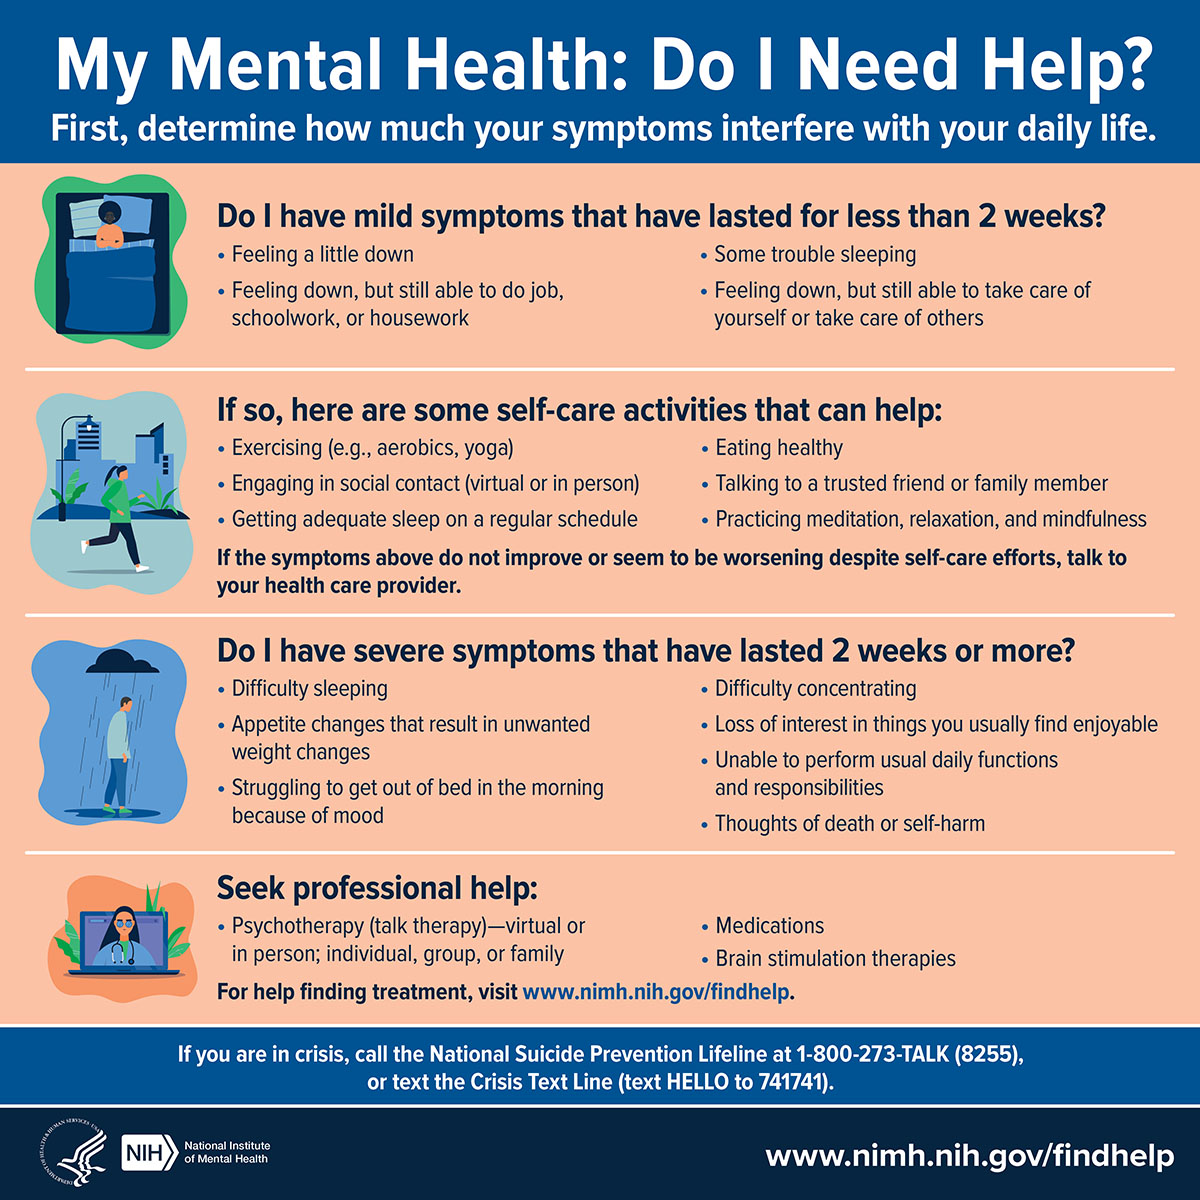 My Mental Health: Do I Need Help?
First, determine how much your symptoms interfere with your daily life.
Do I have mild symptoms that have lasted for less than 2 weeks?
• Feeling a little down
• Feeling down, but still able to do job,
schoolwork, or housework
• Some trouble sleeping
• Feeling down, but still able to take care of
yourself or take care of others
If so, here are some self-care activities that can help:
• Exercising (e.g., aerobics, yoga)
• Engaging in social contact (virtual or in person)
• Getting adequate sleep on a regular schedule
• Eating healthy
• Talking to a trusted friend or family member
• Practicing meditation, relaxation, and mindfulness
If the symptoms above do not improve or seem to be worsening despite self-care efforts, talk to
your health care provider.
Do I have severe symptoms that have lasted 2 weeks or more?
• Difficulty sleeping
• Appetite changes that result in unwanted
weight changes
• Struggling to get out of bed in the morning
because of mood
• Difficulty concentrating
• Loss of interest in things you usually find enjoyable
• Unable to perform usual daily functions
and responsibilities
• Thoughts of death or self-harm
Seek professional help:
• Psychotherapy (talk therapy)—virtual or
in person; individual, group, or family
• Medications
• Brain stimulation therapies
For help finding treatment, visit www.nimh.nih.gov/findhelp.
If you are in crisis, call the National Suicide Prevention Lifeline at 1-800-273-TALK (8255),
or text the Crisis Text Line (text HELLO to 741741).
DEPARTMENT OF HEALTH & HUMAN SERVICES · USA
NIH
National Institute
of Mental Health
www.nimh.nih.gov/findhelp